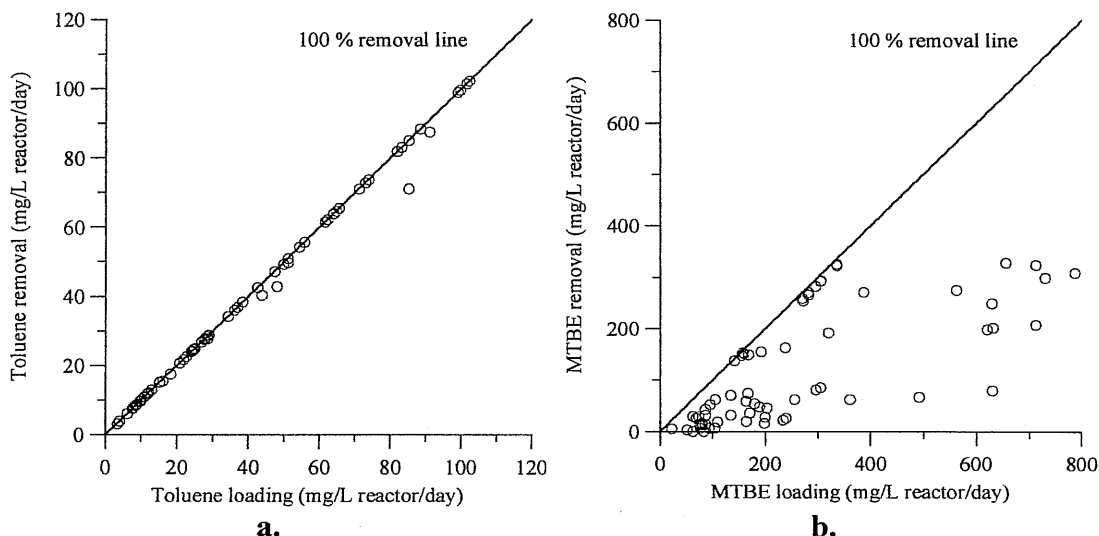 120
100
80
60
40
20
0
Toluene removal (mg/L reactor/day)
100 % removal line
0 20 40 60 80 100 120
Toluene loading (mg/L reactor/day)
a.
800
600
400
200
0
MTBE removal (mg/L reactor/day)
100 % removal line
0 200 400 600 800
MTBE loading (mg/L reactor/day)
b.